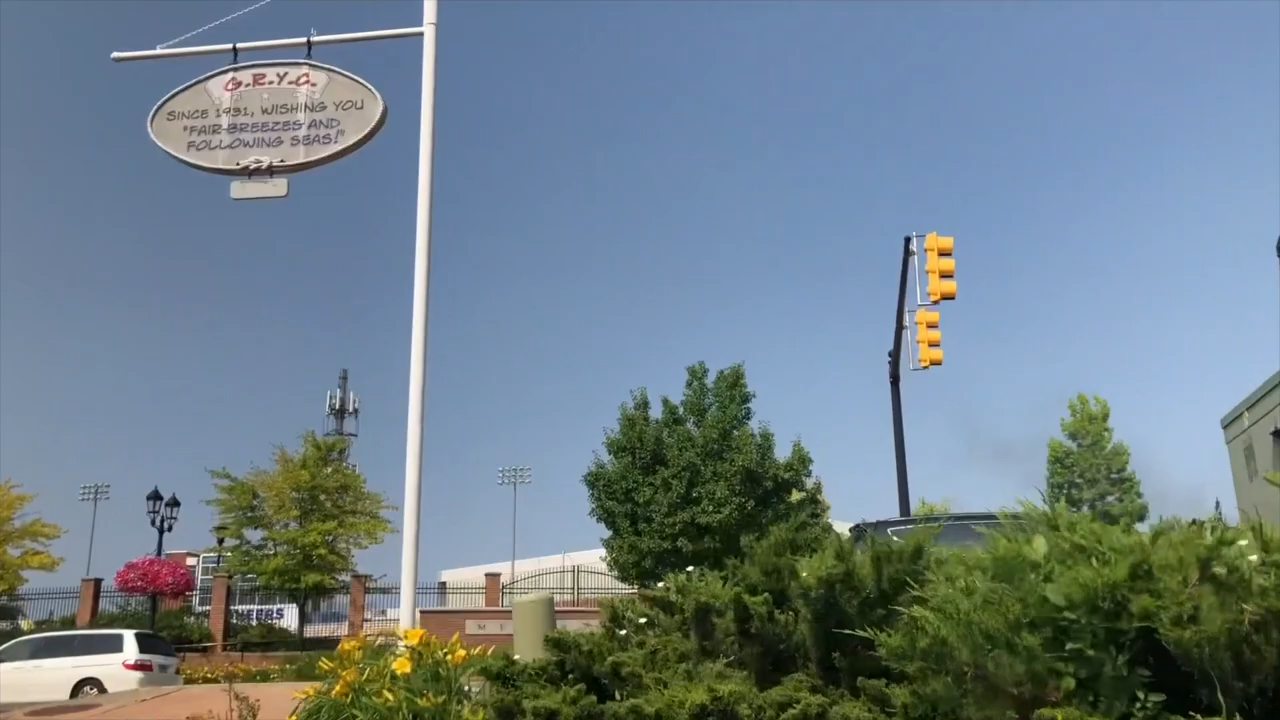 G.R.Y.C.
SINCE 1931, WISHING YOU
"FAIR BREEZES AND
FOLLOWING SEAS!"